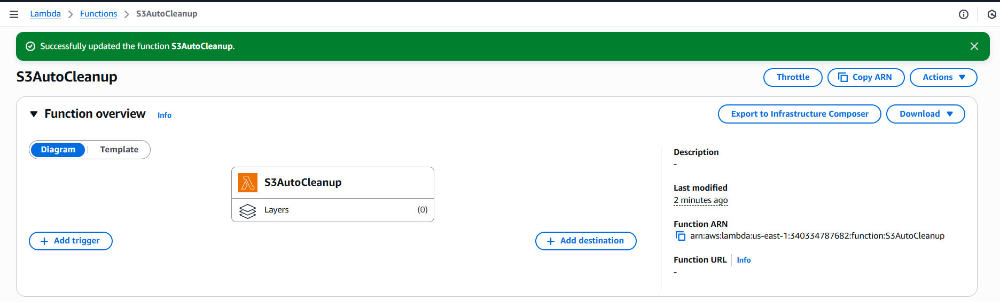 Lambda > Functions > S3AutoCleanup
Successfully updated the function S3AutoCleanup.
S3AutoCleanup
Throttle
Copy ARN
Actions
Function overview
Info
Export to Infrastructure Composer
Download
Diagram
Template
S3AutoCleanup
Layers
(0)
+ Add trigger
+ Add destination
Description
-
Last modified
2 minutes ago
Function ARN
arn:aws:lambda:us-east-1:340334787682:function:S3AutoCleanup
Function URL
Info
-